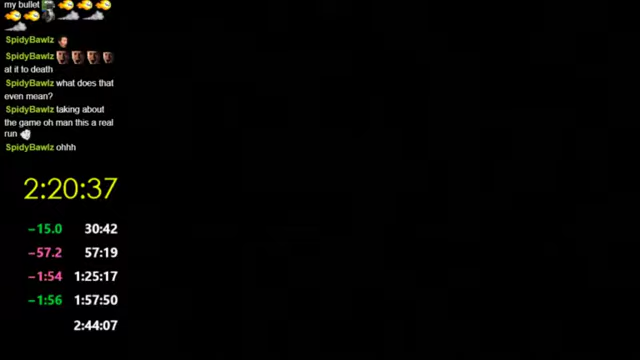 my bullet
SpidyBawlz
SpidyBawlz
at it to death
SpidyBawlz what does that
even mean?
SpidyBawlz taking about
the game oh man this a real
run
SpidyBawlz ohhh
2:20:37
−15.0 30:42
−57.2 57:19
−1:54 1:25:17
−1:56 1:57:50
2:44:07